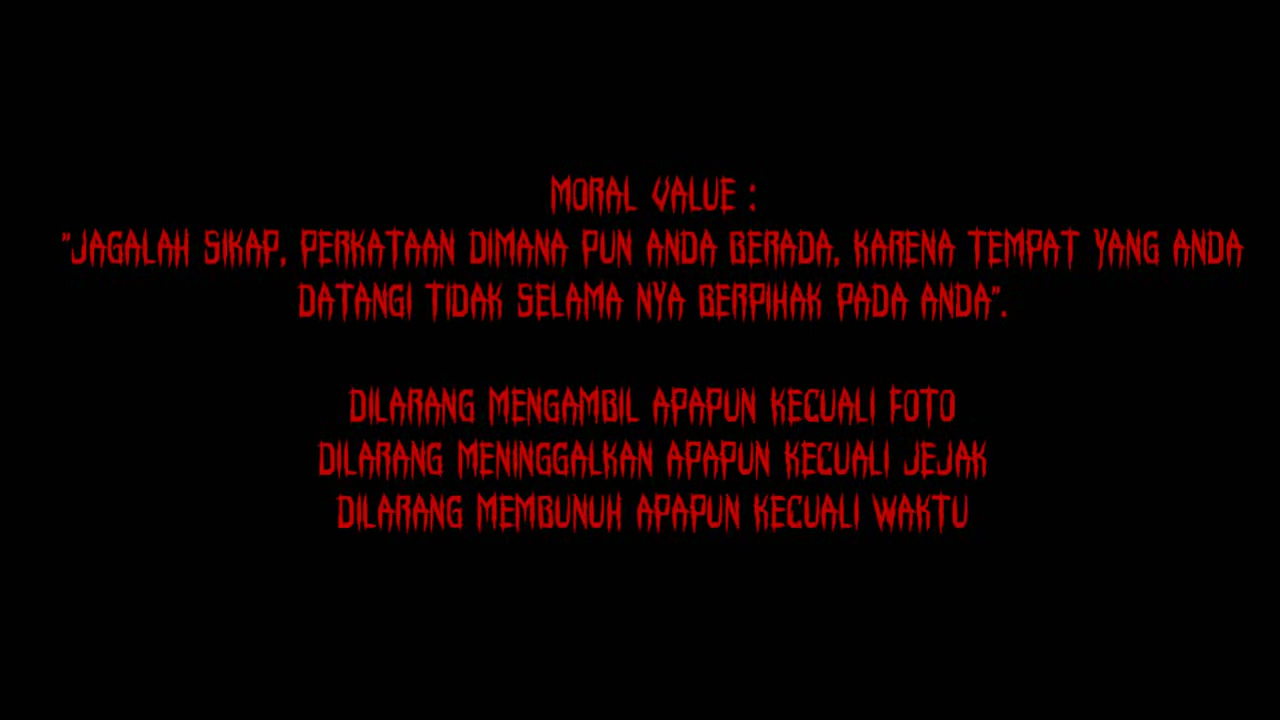 MORAL VALUE :
"JAGALAH SIKAP, PERKATAAN DIMANA PUN ANDA BERADA, KARENA TEMPAT YANG ANDA
DATANGI TIDAK SELAMA NYA BERPIHAK PADA ANDA".
DILARANG MENGAMBIL APAPUN KECUALI FOTO
DILARANG MENINGGALKAN APAPUN KECUALI JEJAK
DILARANG MEMBUNUH APAPUN KECUALI WAKTU